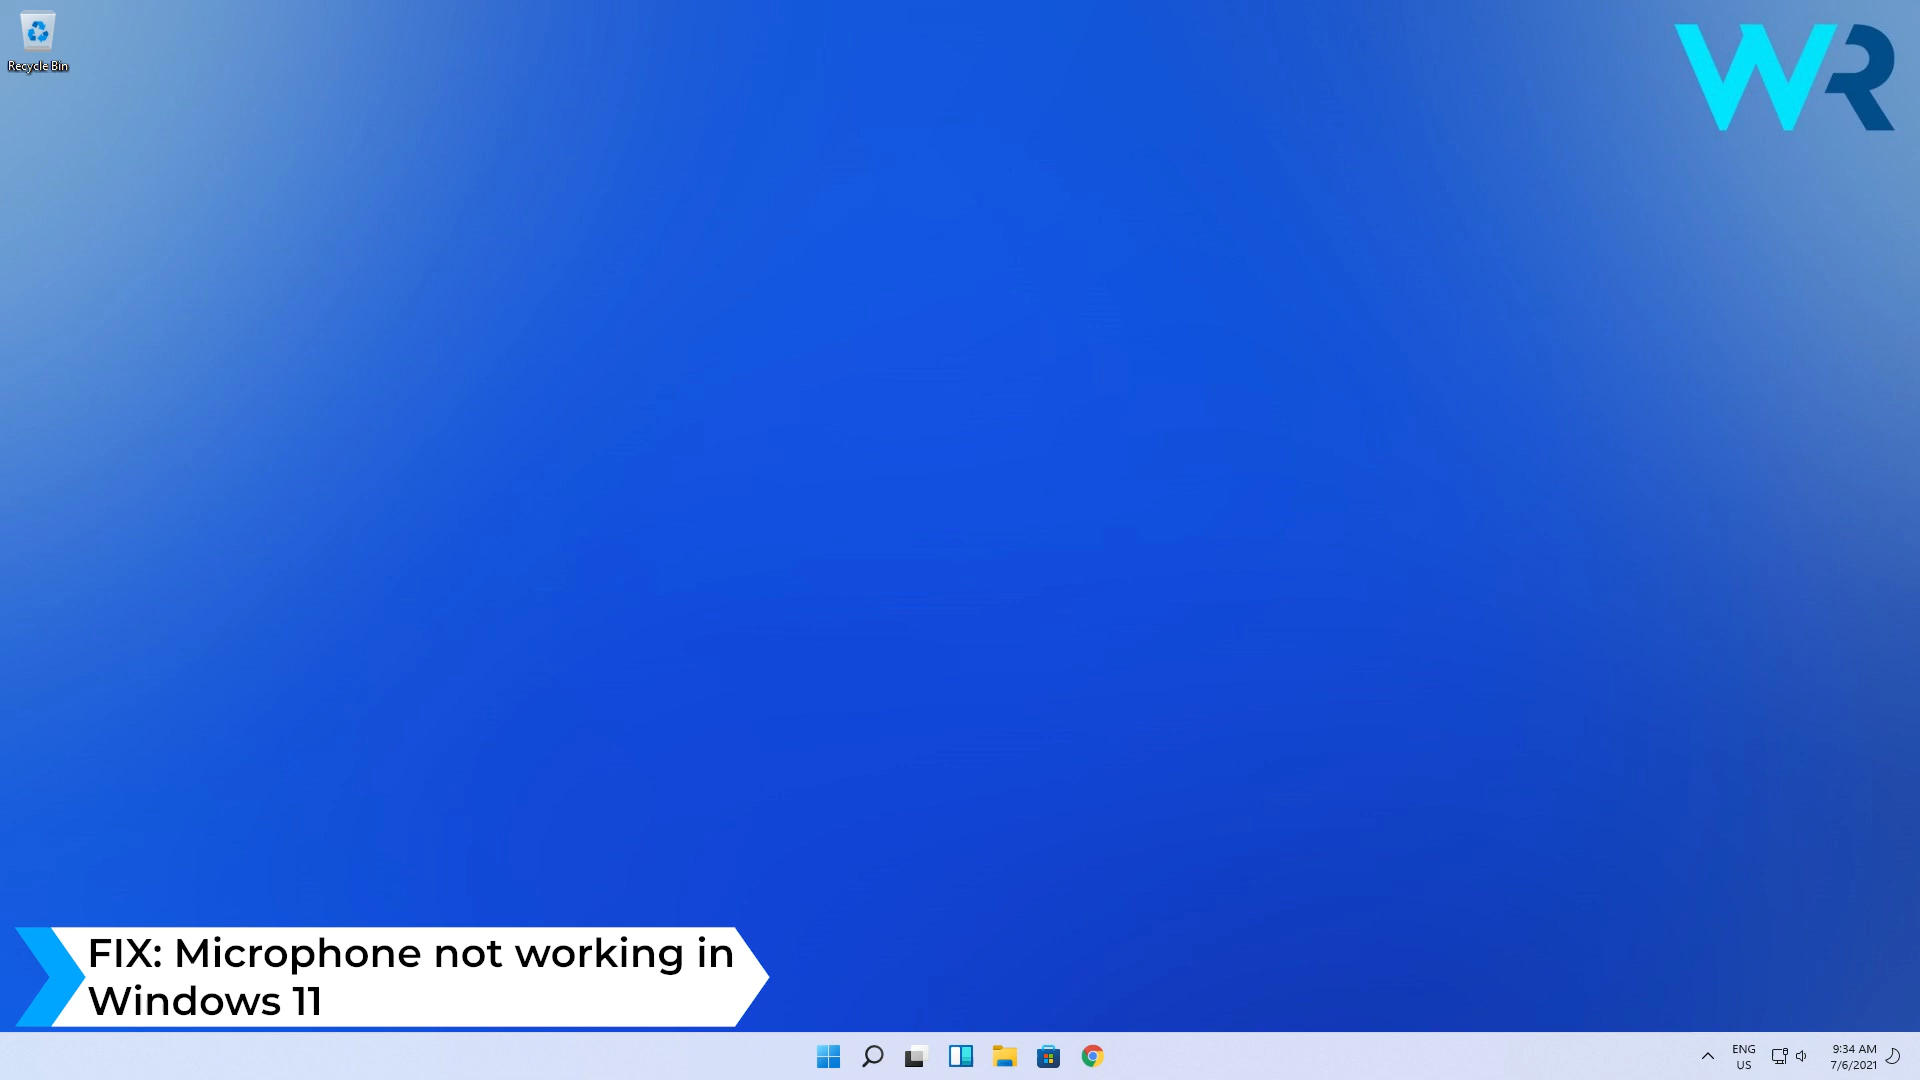 Recycle Bin
WR
FIX: Microphone not working in
Windows 11
ENG
US
9:34 AM
7/6/2021